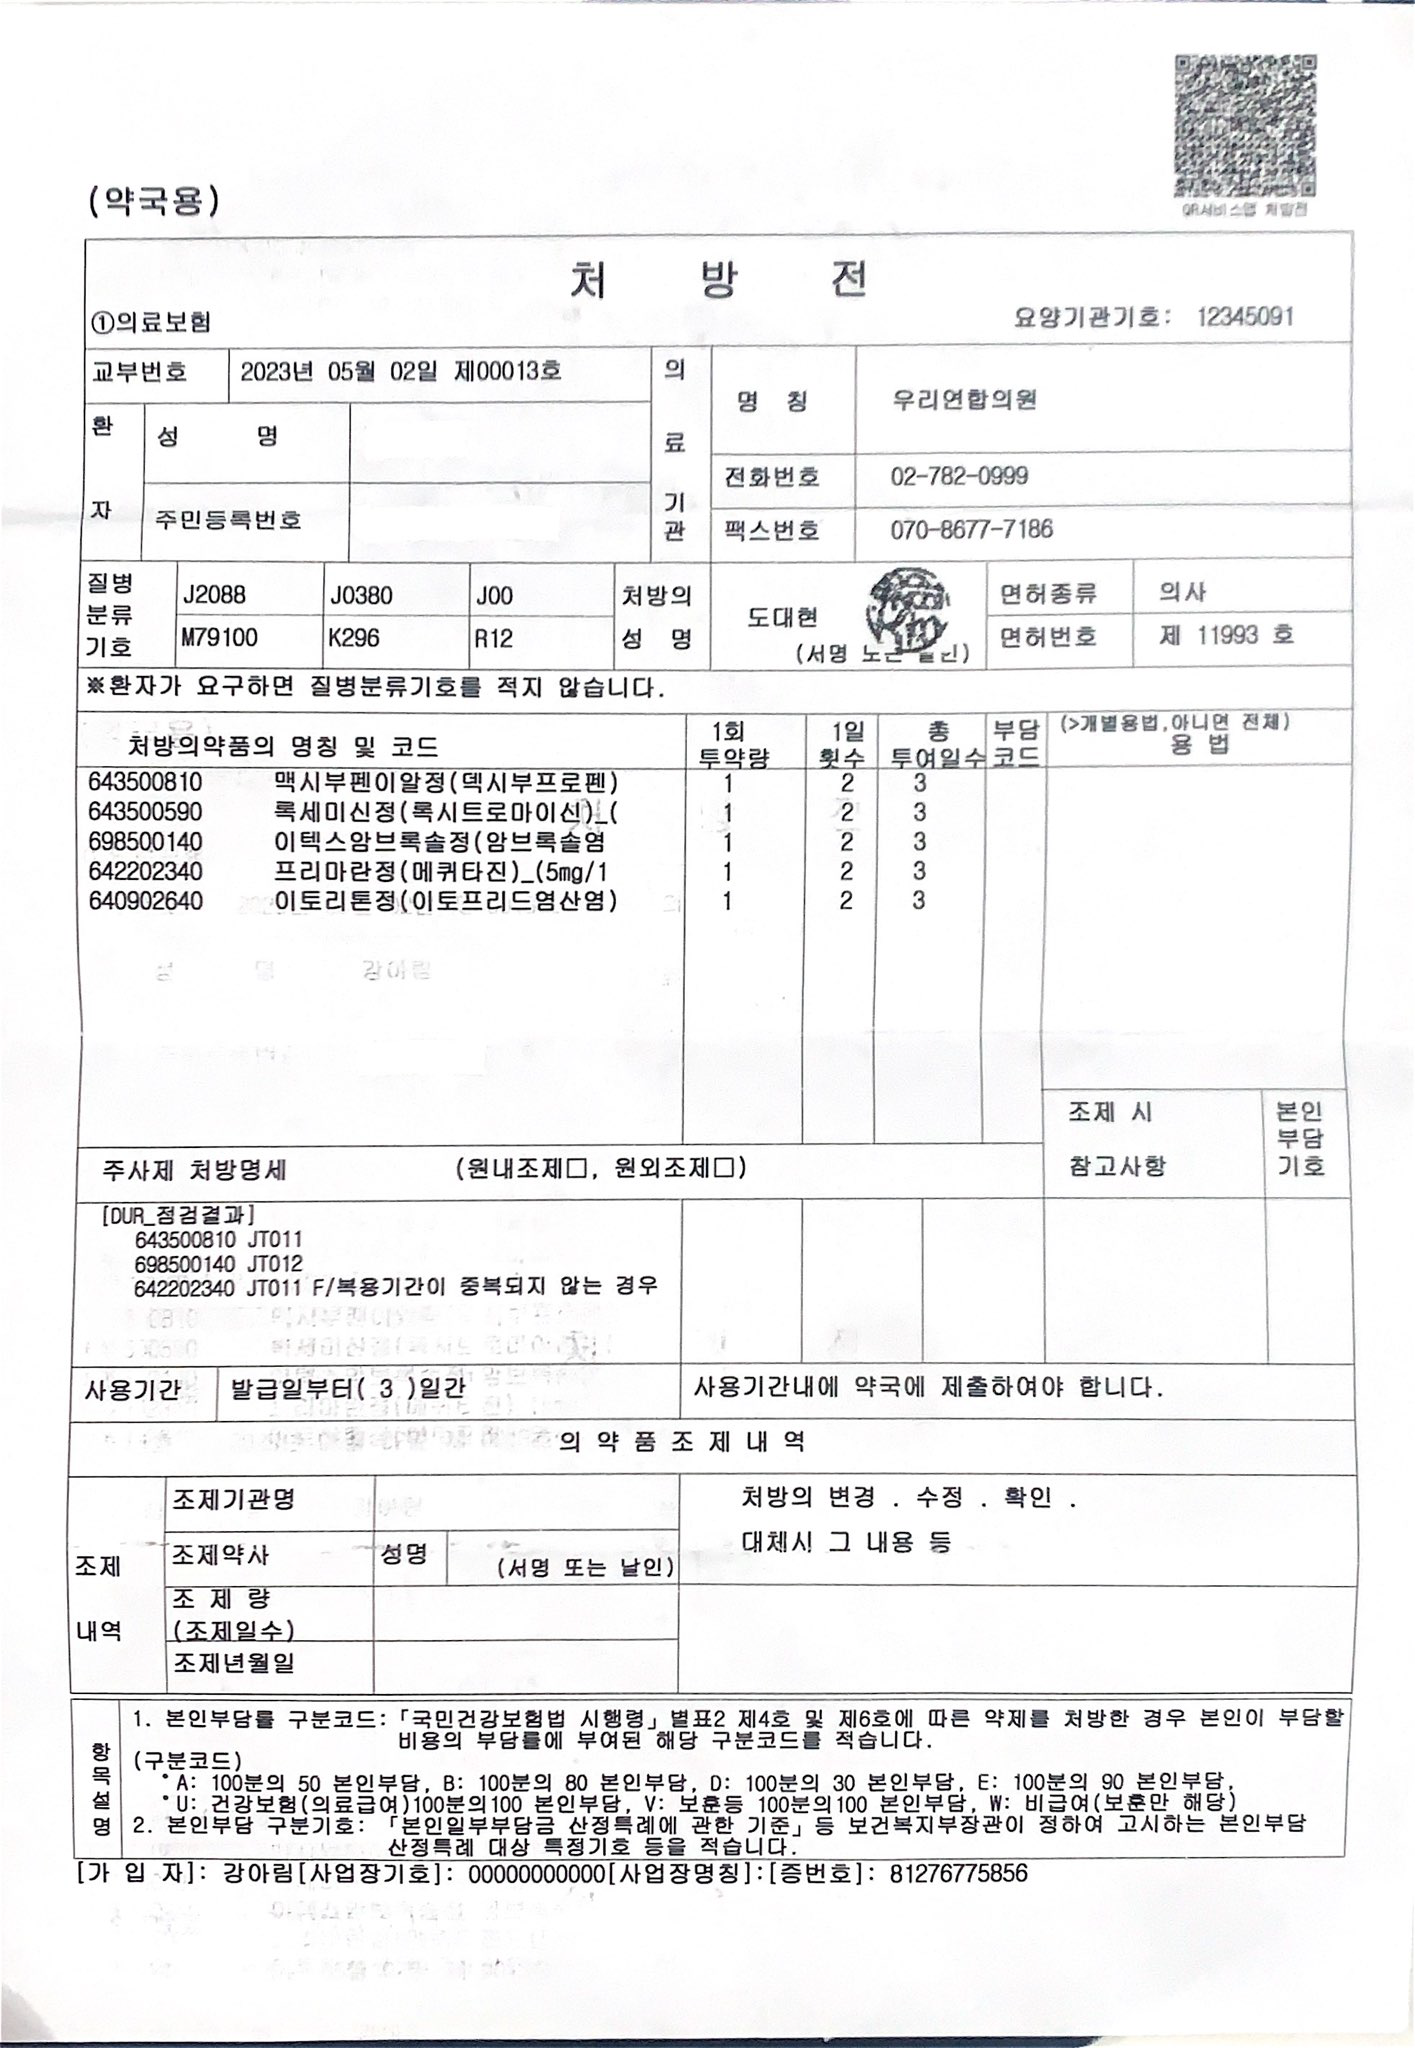 QR서비스앱 처방전
(약국용)
처 방 전
①의료보험 요양기관기호: 12345091
교부번호 2023년 05월 02일 제00013호
환자
성 명
주민등록번호
의료기관
명 칭 우리연합의원
전화번호 02-782-0999
팩스번호 070-8677-7186
질병분류기호
J2088 J0380 J00
M79100 K296 R12
처방의 성 명
도대현
(서명 또는 날인)
면허종류 의사
면허번호 제 11993 호
※환자가 요구하면 질병분류기호를 적지 않습니다.
처방의약품의 명칭 및 코드 1회 투약량 1일 횟수 총 투여일수 부담 코드 (>개별용법,아니면 전체) 용 법
643500810 맥시부펜이알정(덱시부프로펜) 1 2 3
643500590 록세미신정(록시트로마이신)_( 1 2 3
698500140 이텍스암브록솔정(암브록솔염 1 2 3
642202340 프리마란정(메퀴타진)_(5mg/1 1 2 3
640902640 이토리톤정(이토프리드염산염) 1 2 3
조제 시 참고사항
본인 부담 기호
주사제 처방명세 (원내조제□, 원외조제□)
[DUR_점검결과]
643500810 JT011
698500140 JT012
642202340 JT011 F/복용기간이 중복되지 않는 경우
사용기간 발급일부터( 3 )일간 사용기간내에 약국에 제출하여야 합니다.
의 약 품 조 제 내 역
조제 내역
조제기관명
조제약사 성명 (서명 또는 날인)
조 제 량
(조제일수)
조제년월일
처방의 변경 . 수정 . 확인 .
대체시 그 내용 등
항목설명
1. 본인부담률 구분코드:「국민건강보험법 시행령」별표2 제4호 및 제6호에 따른 약제를 처방한 경우 본인이 부담할
비용의 부담률에 부여된 해당 구분코드를 적습니다.
(구분코드)
*A: 100분의 50 본인부담, B: 100분의 80 본인부담, D: 100분의 30 본인부담, E: 100분의 90 본인부담,
*U: 건강보험(의료급여)100분의100 본인부담, V: 보훈등 100분의100 본인부담, W: 비급여(보훈만 해당)
2. 본인부담 구분기호: 「본인일부부담금 산정특례에 관한 기준」등 보건복지부장관이 정하여 고시하는 본인부담
산정특례 대상 특정기호 등을 적습니다.
[가 입 자]: 강아림[사업장기호]: 00000000000[사업장명칭]:[증번호]: 81276775856